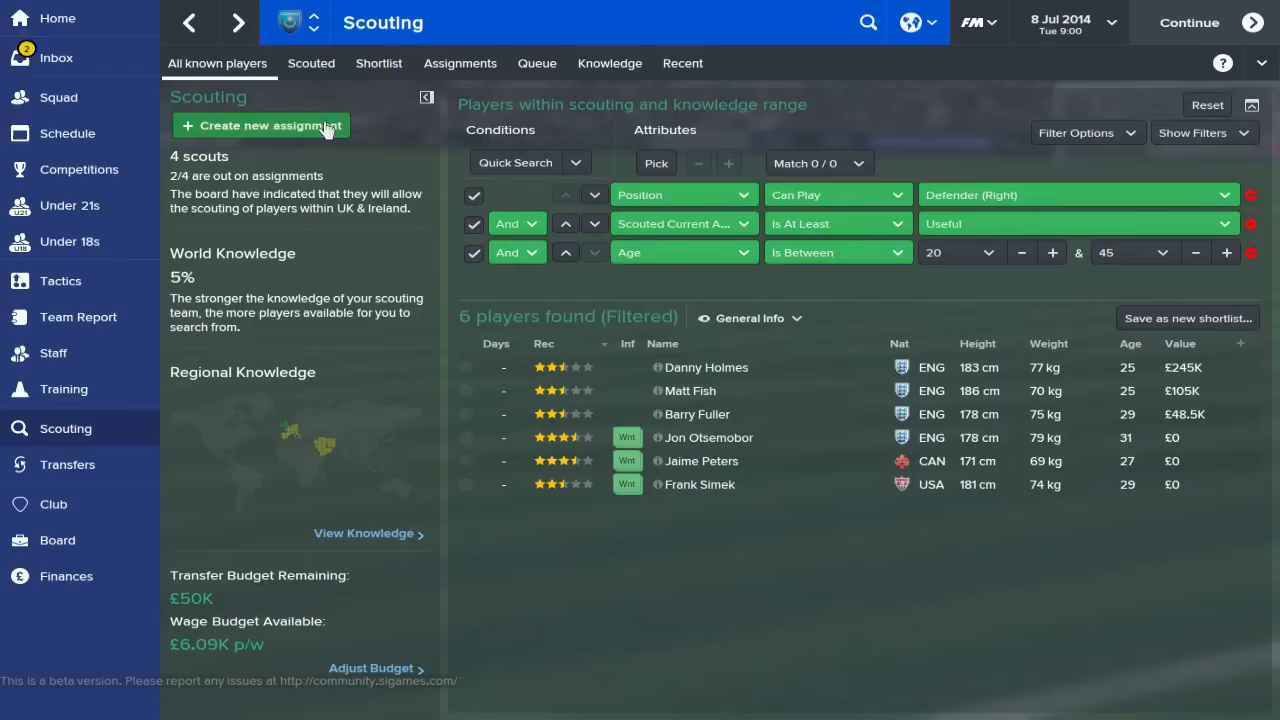 Home
2
Inbox
Squad
Schedule
Competitions
U21
Under 21s
U18
Under 18s
Tactics
Team Report
Staff
Training
Scouting
Transfers
Club
Board
£ Finances
Scouting
FM
8 Jul 2014
Tue 9:00
Continue
All known players Scouted Shortlist Assignments Queue Knowledge Recent ?
Scouting
+ Create new assignment
4 scouts
2/4 are out on assignments
The board have indicated that they will allow
the scouting of players within UK & Ireland.
World Knowledge
5%
The stronger the knowledge of your scouting
team, the more players available for you to
search from.
Regional Knowledge
View Knowledge >
Transfer Budget Remaining:
£50K
Wage Budget Available:
£6.09K p/w
Adjust Budget >
This is a beta version. Please report any issues at http://community.sigames.com/
Players within scouting and knowledge range
Reset
Conditions Attributes
Filter Options Show Filters
Quick Search Pick − + Match 0 / 0
Position Can Play Defender (Right)
And Scouted Current A... Is At Least Useful
And Age Is Between 20 − + & 45 − +
6 players found (Filtered) General Info Save as new shortlist...
Days Rec Inf Name Nat Height Weight Age Value +
- Danny Holmes ENG 183 cm 77 kg 25 £245K
- Matt Fish ENG 186 cm 70 kg 25 £105K
- Barry Fuller ENG 178 cm 75 kg 29 £48.5K
- Wnt Jon Otsemobor ENG 178 cm 79 kg 31 £0
- Wnt Jaime Peters CAN 171 cm 69 kg 27 £0
- Wnt Frank Simek USA 181 cm 74 kg 29 £0